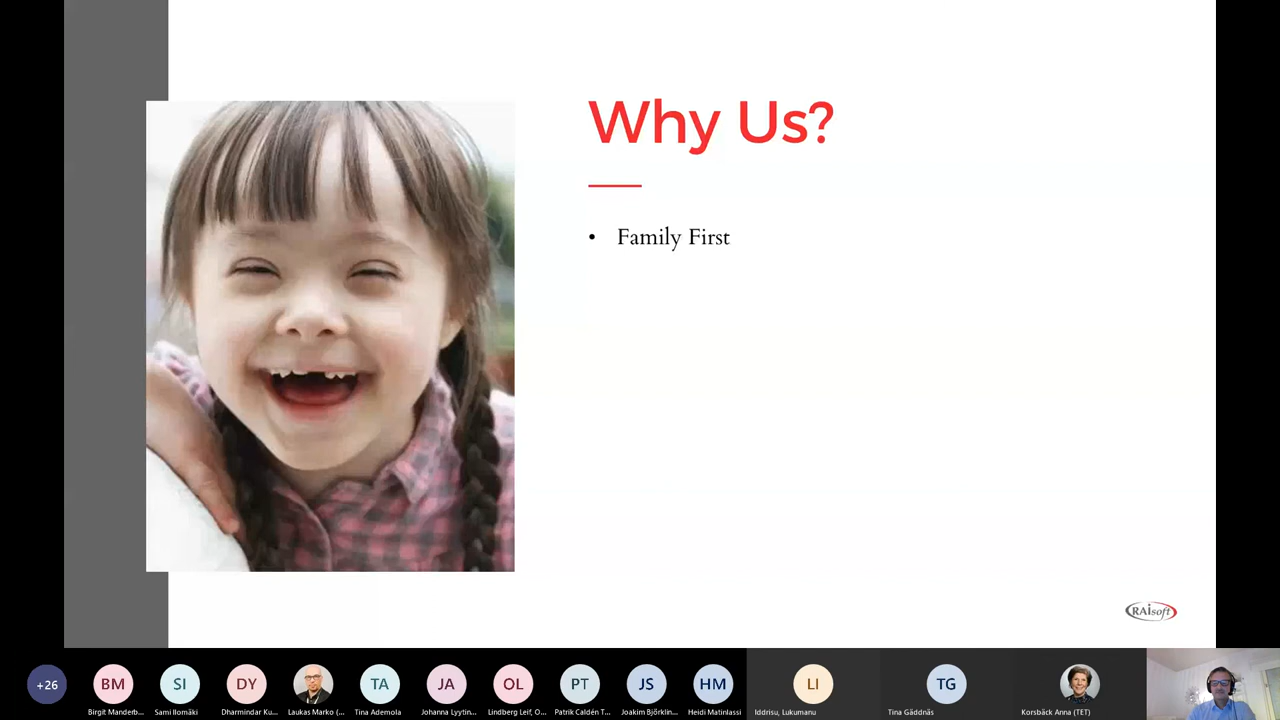 Why Us?
• Family First
RAIsoft
+26
BM
SI
DY
TA
JA
OL
PT
JS
HM
LI
TG
Birgit Manderb...
Sami Ilomäki
Dharmindar Ku...
Laukas Marko (...
Tina Ademola
Johanna Lyytin...
Lindberg Leif, O...
Patrik Caldén T...
Joakim Björklin...
Heidi Matinlassi
Iddrisu, Lukumanu
Tina Gäddnäs
Korsbäck Anna (TET)